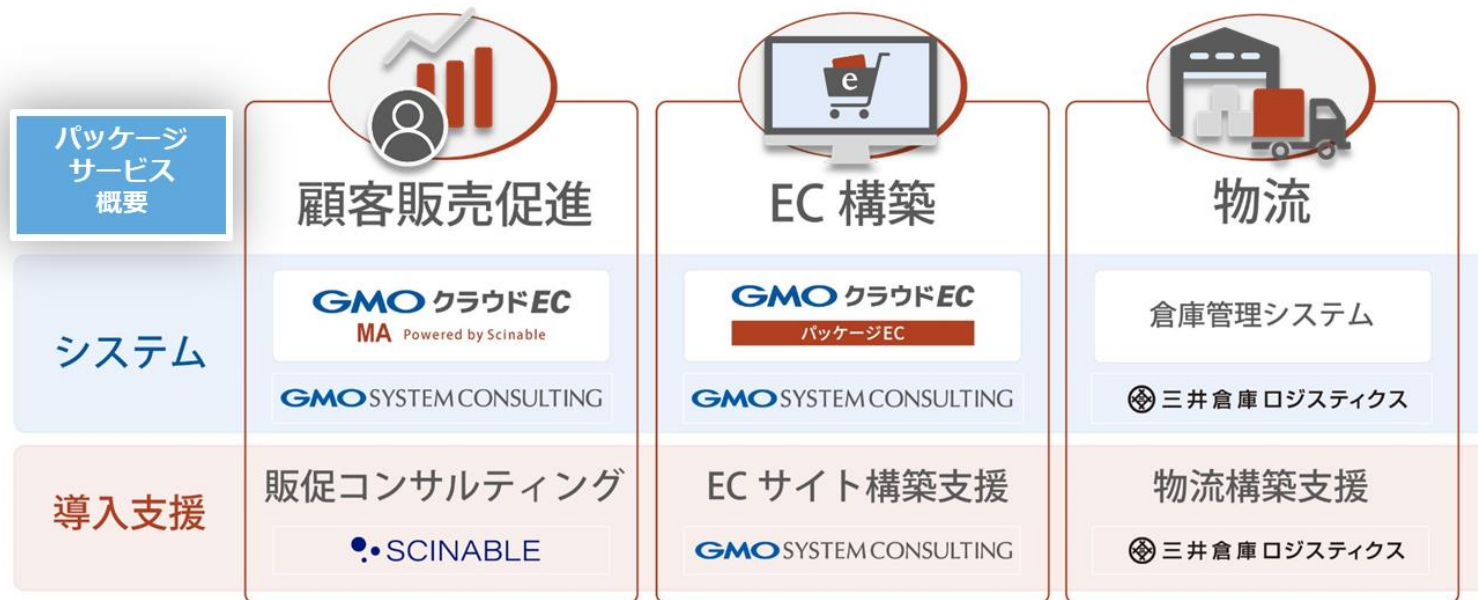 パッケージ
サービス
概要
e
顧客販売促進
EC 構築
物流
システム
GMO クラウドEC
MA Powered by Scinable
GMO SYSTEM CONSULTING
GMO クラウドEC
パッケージEC
GMO SYSTEM CONSULTING
倉庫管理システム
三井倉庫ロジスティクス
導入支援
販促コンサルティング
SCINABLE
EC サイト構築支援
GMO SYSTEM CONSULTING
物流構築支援
三井倉庫ロジスティクス